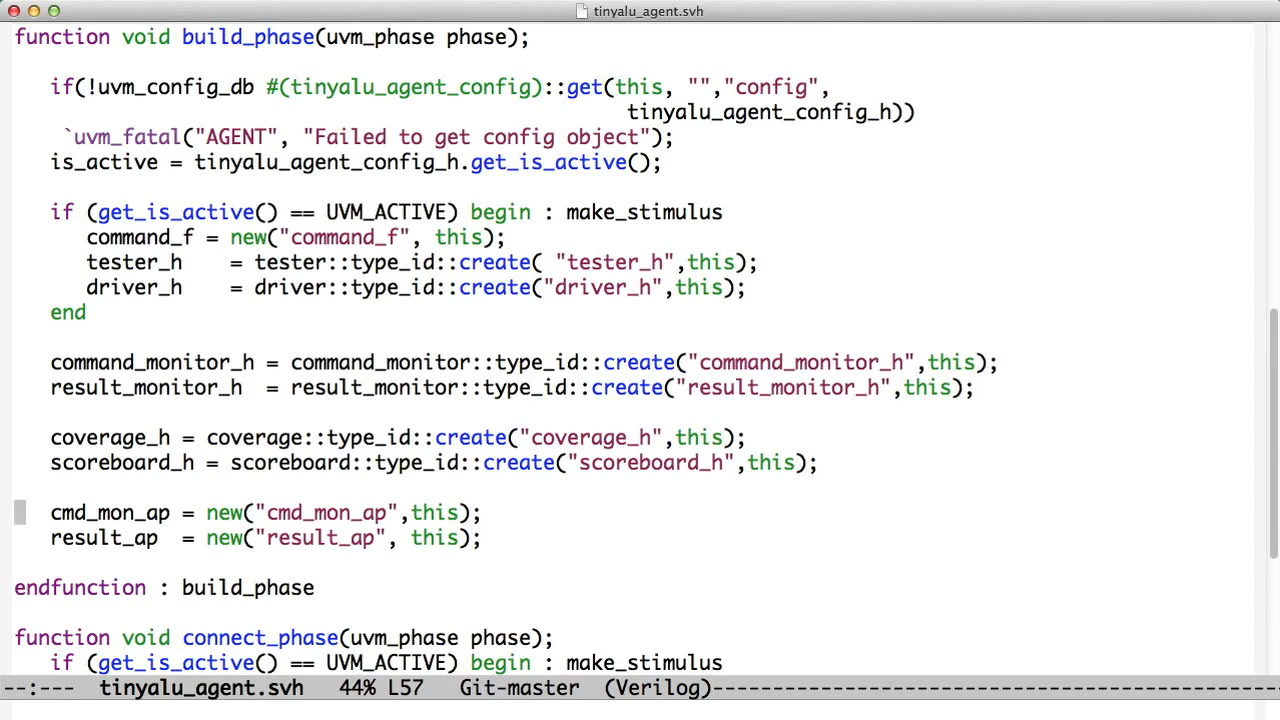 tinyalu_agent.svh
function void build_phase(uvm_phase phase);
if(!uvm_config_db #(tinyalu_agent_config)::get(this, "","config",
tinyalu_agent_config_h))
`uvm_fatal("AGENT", "Failed to get config object");
is_active = tinyalu_agent_config_h.get_is_active();
if (get_is_active() == UVM_ACTIVE) begin : make_stimulus
command_f = new("command_f", this);
tester_h    = tester::type_id::create( "tester_h",this);
driver_h    = driver::type_id::create("driver_h",this);
end
command_monitor_h = command_monitor::type_id::create("command_monitor_h",this);
result_monitor_h  = result_monitor::type_id::create("result_monitor_h",this);
coverage_h = coverage::type_id::create("coverage_h",this);
scoreboard_h = scoreboard::type_id::create("scoreboard_h",this);
cmd_mon_ap = new("cmd_mon_ap",this);
result_ap  = new("result_ap", this);
endfunction : build_phase
function void connect_phase(uvm_phase phase);
if (get_is_active() == UVM_ACTIVE) begin : make_stimulus
--:---  tinyalu_agent.svh   44% L57   Git-master  (Verilog)-----------------------------------------------